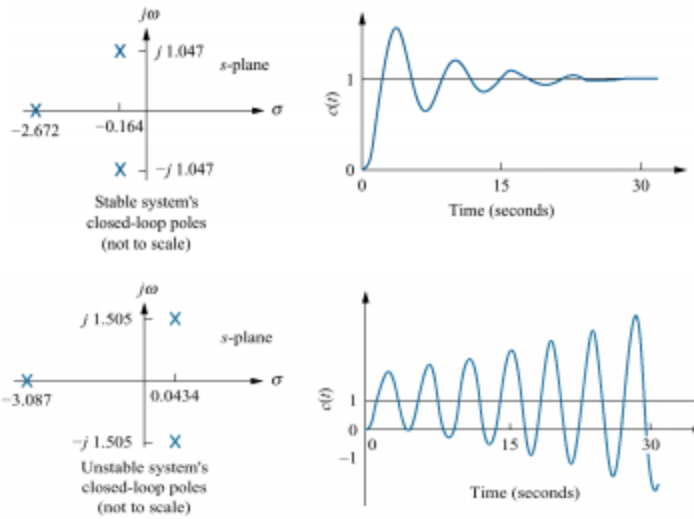 jω
j 1.047
s-plane
σ
−2.672
−0.164
−j 1.047
Stable system's
closed-loop poles
(not to scale)
c(t)
1
0
0 15 30
Time (seconds)
jω
j 1.505
s-plane
σ
−3.087
0.0434
−j 1.505
Unstable system's
closed-loop poles
(not to scale)
c(t)
1
0
−1
0 15 30
Time (seconds)